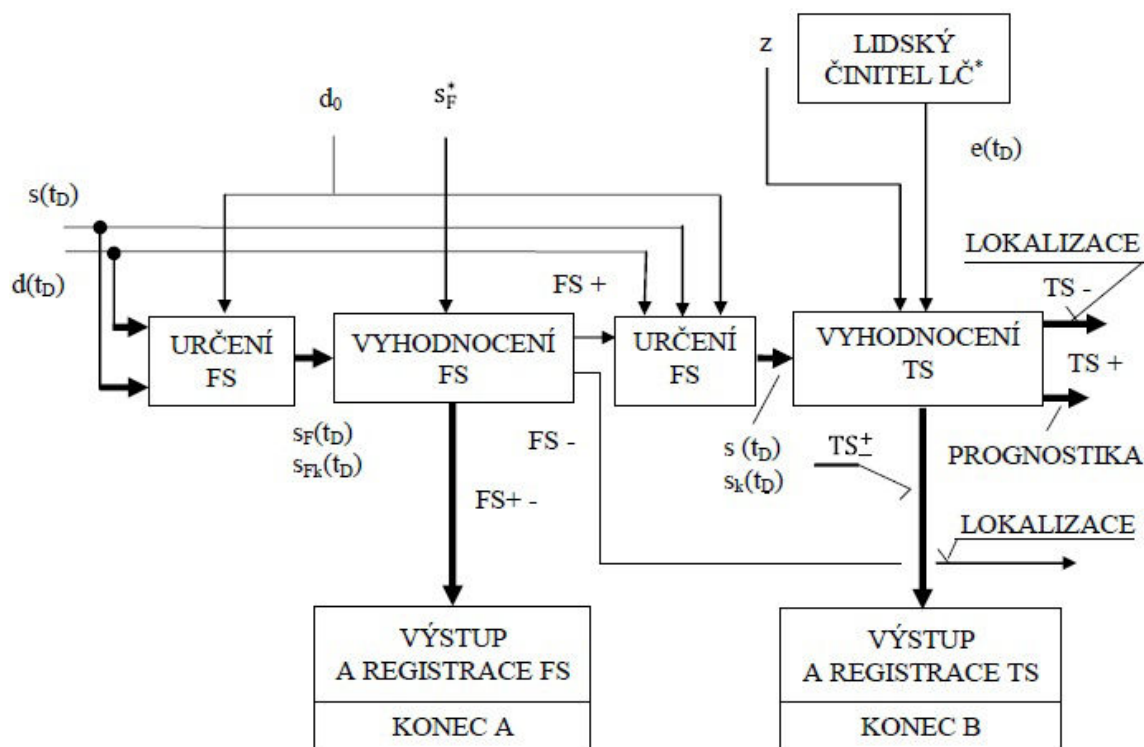 z
LIDSKÝ
ČINITEL LČ*
d₀
s*F
e(tD)
s(tD)
d(tD)
LOKALIZACE
TS -
FS +
URČENÍ
FS
VYHODNOCENÍ
FS
URČENÍ
FS
VYHODNOCENÍ
TS
TS +
sF(tD)
sFk(tD)
FS -
s (tD)
sk(tD)
TS±
PROGNOSTIKA
FS+ -
LOKALIZACE
VÝSTUP
A REGISTRACE FS
KONEC A
VÝSTUP
A REGISTRACE TS
KONEC B